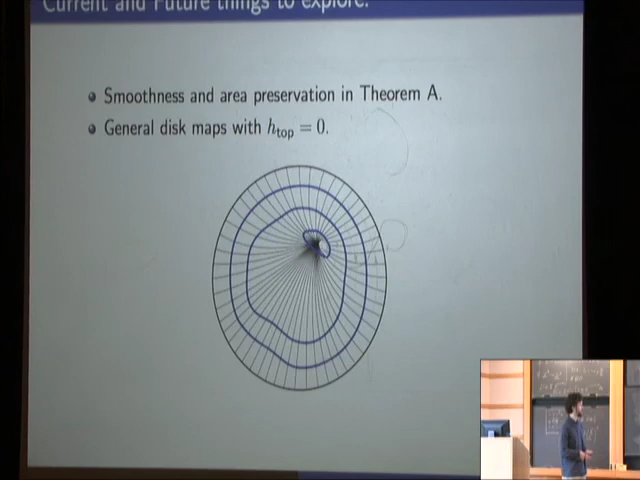 Current and Future things to explore.
Smoothness and area preservation in Theorem A.
General disk maps with h_top = 0.